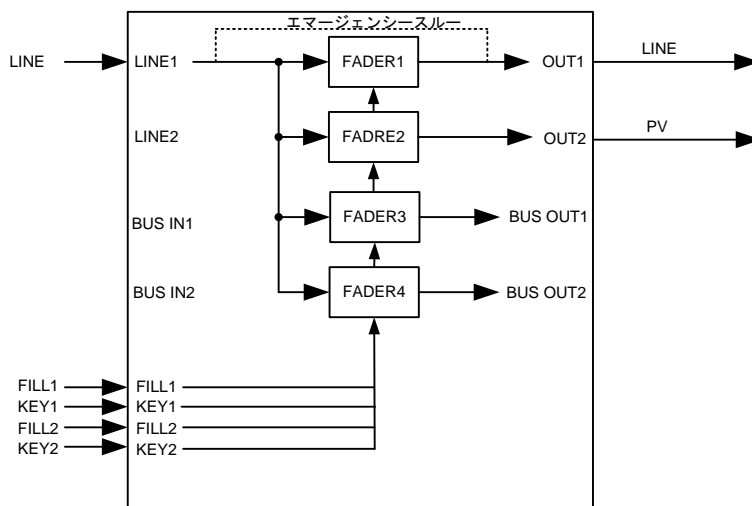 エマージェンシースルー
LINE
LINE1
FADER1
OUT1
LINE
LINE2
FADRE2
OUT2
PV
BUS IN1
FADER3
BUS OUT1
BUS IN2
FADER4
BUS OUT2
FILL1
FILL1
KEY1
KEY1
FILL2
FILL2
KEY2
KEY2